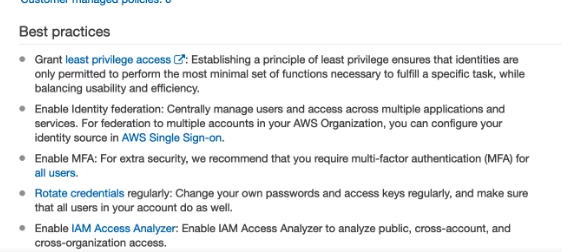 Customer managed policies: 6
Best practices
Grant least privilege access : Establishing a principle of least privilege ensures that identities are
only permitted to perform the most minimal set of functions necessary to fulfill a specific task, while
balancing usability and efficiency.
Enable Identity federation: Centrally manage users and access across multiple applications and
services. For federation to multiple accounts in your AWS Organization, you can configure your
identity source in AWS Single Sign-on.
Enable MFA: For extra security, we recommend that you require multi-factor authentication (MFA) for
all users.
Rotate credentials regularly: Change your own passwords and access keys regularly, and make sure
that all users in your account do as well.
Enable IAM Access Analyzer: Enable IAM Access Analyzer to analyze public, cross-account, and
cross-organization access.